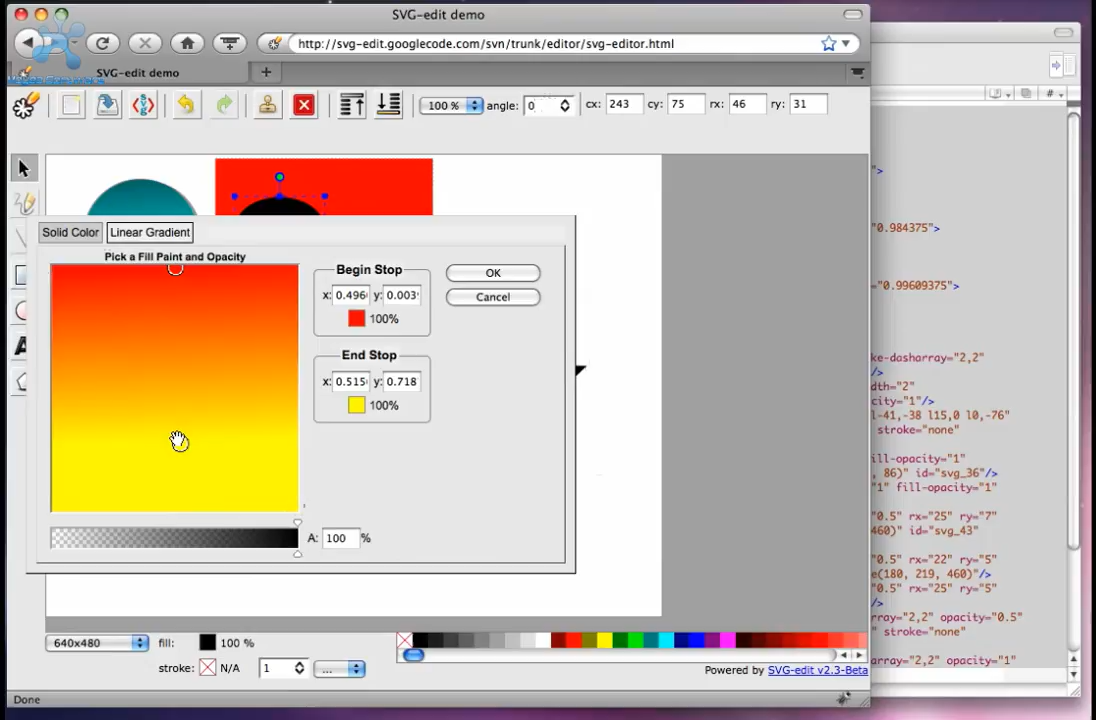 SVG-edit demo
http://svg-edit.googlecode.com/svn/trunk/editor/svg-editor.html
SVG-edit demo
100 % angle: 0 cx: 243 cy: 75 rx: 46 ry: 31
Solid Color Linear Gradient
Pick a Fill Paint and Opacity
Begin Stop
x: 0.496 y: 0.003
100%
OK
Cancel
End Stop
x: 0.515 y: 0.718
100%
A: 100 %
640x480 fill: 100 %
stroke: N/A 1 ...
Powered by SVG-edit v2.3-Beta
Done
#
">
"0.984375">
"0.99609375">
ke-dasharray="2,2"
/>
dth="2"
acity="1"/>
l-41,-38 l15,0 l0,-76"
stroke="none"
ill-opacity="1"
, 86)" id="svg_36"/>
"1" fill-opacity="1"
"0.5" rx="25" ry="7"
460)" id="svg_43"
"0.5" rx="22" ry="5"
e(180, 219, 460)"/>
"0.5" rx="25" ry="5"
/>
array="2,2" opacity="0.5"
" stroke="none"
array="2,2" opacity="1"